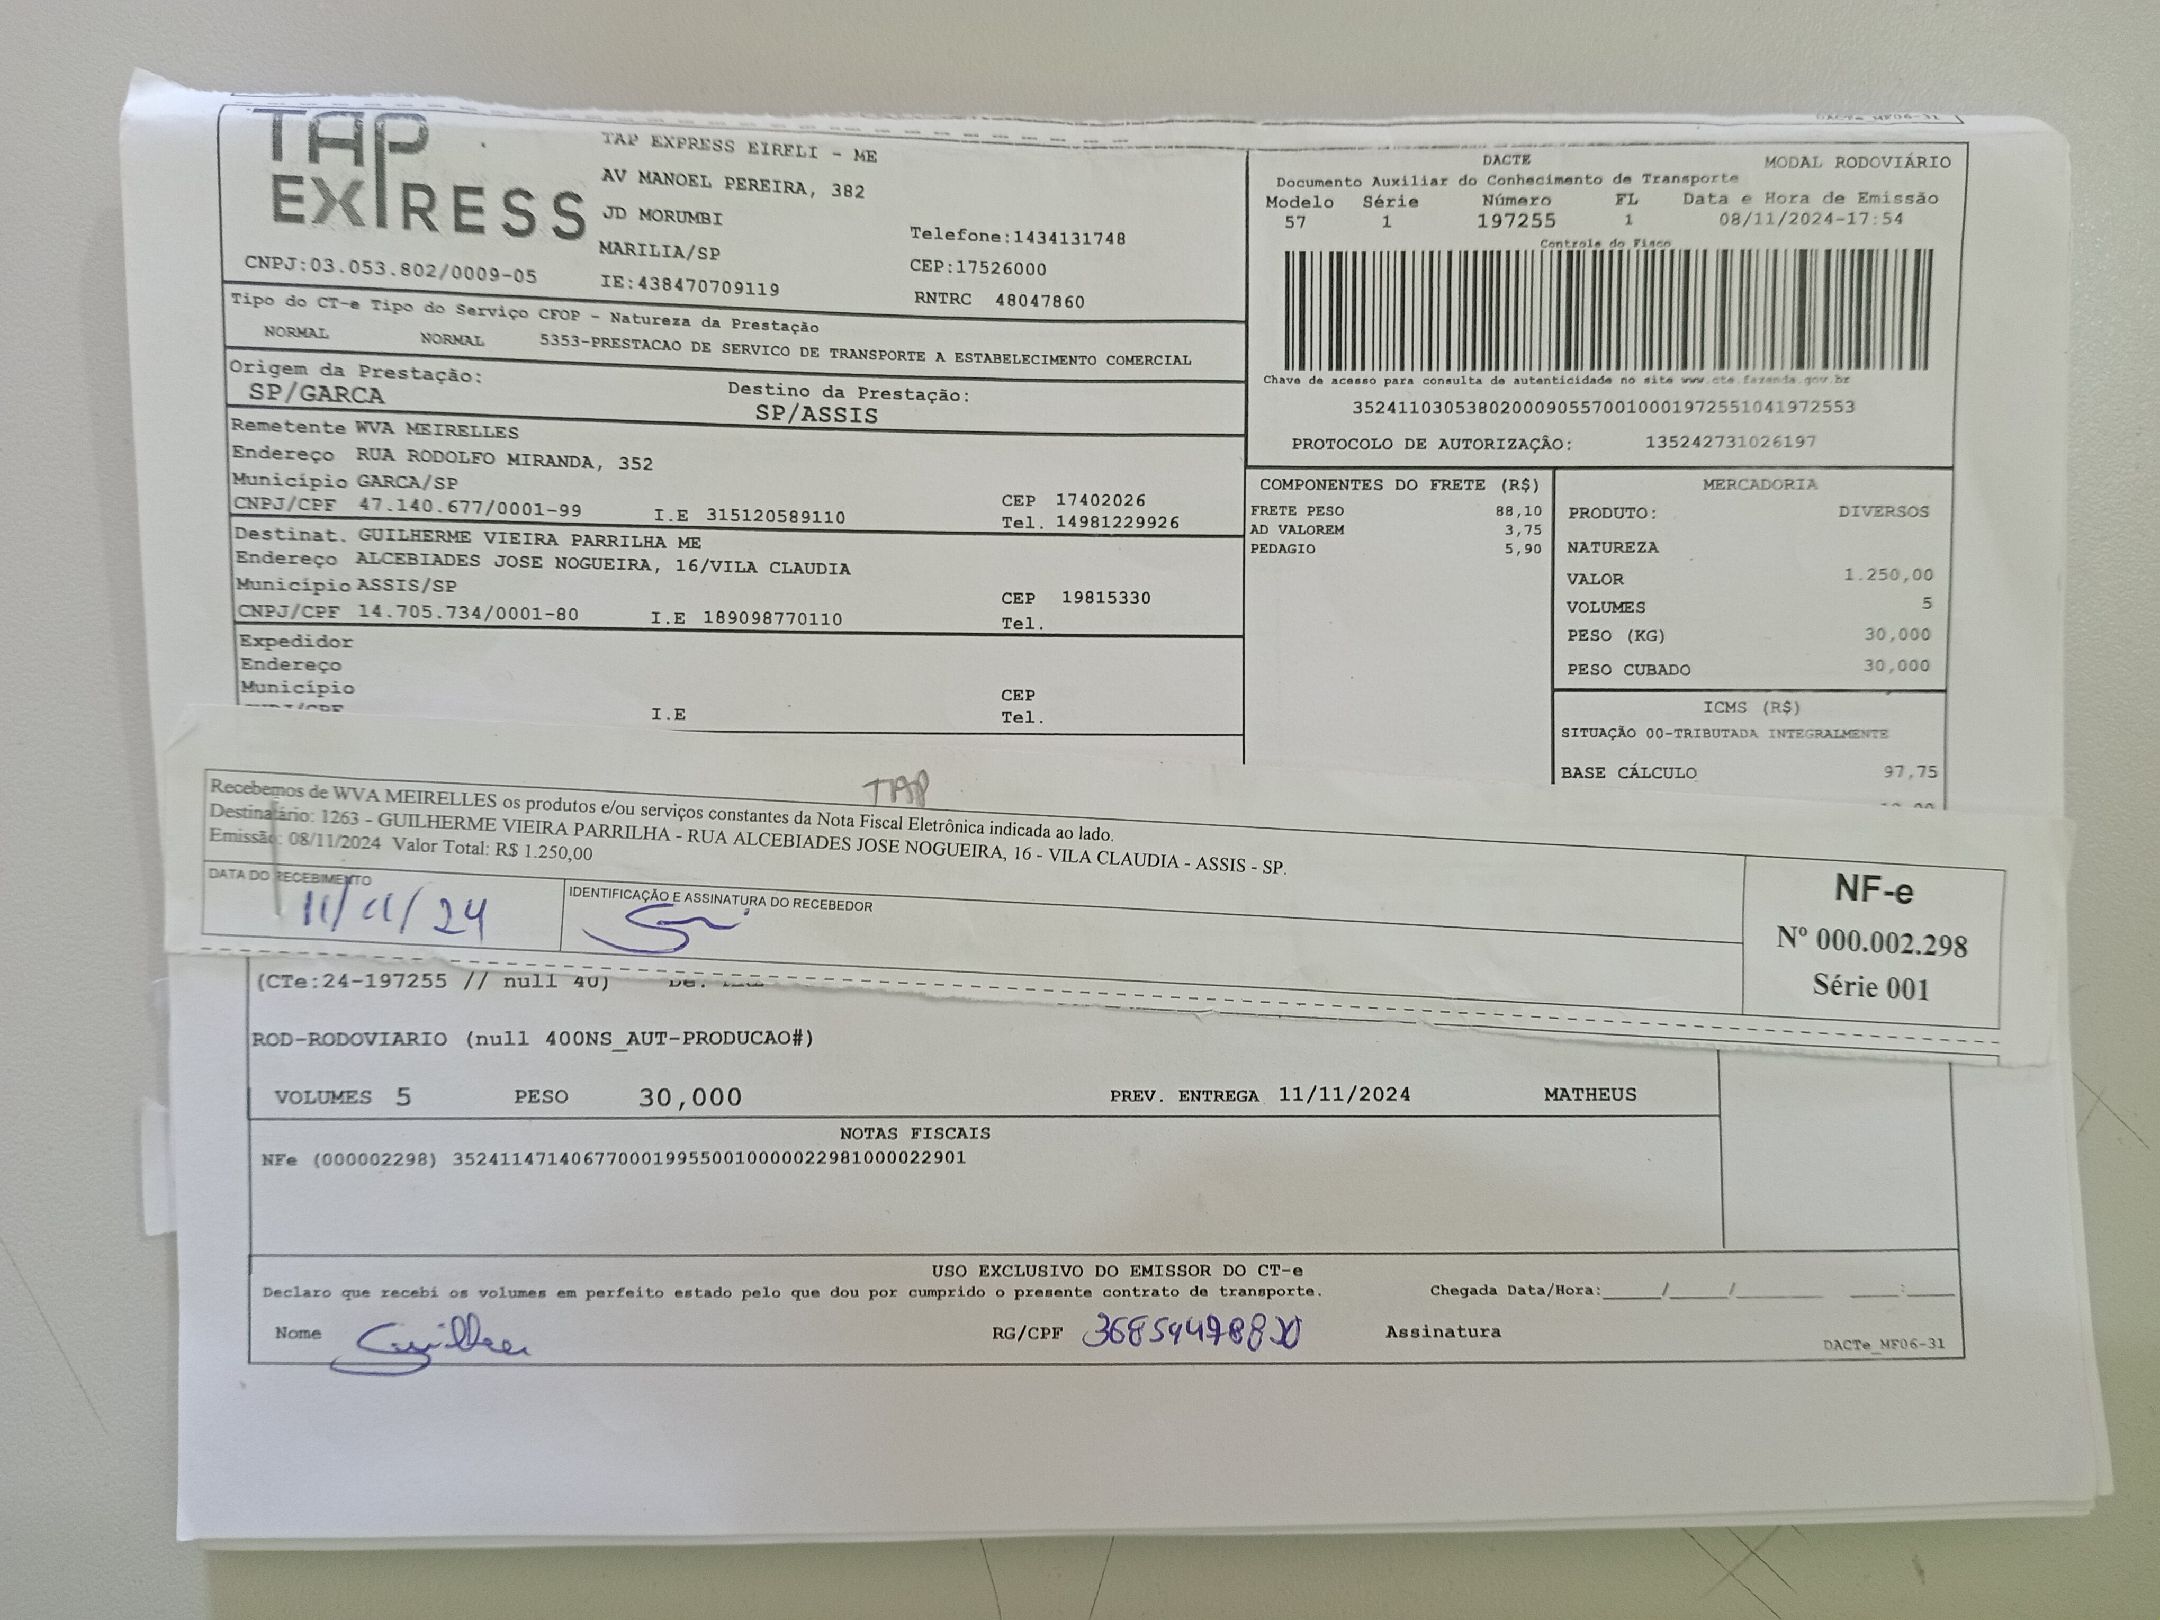 TAP
EXPRESS
TAP EXPRESS EIRELI - ME
AV MANOEL PEREIRA, 382
JD MORUMBI
MARILIA/SP
Telefone:1434131748
CEP:17526000
CNPJ:03.053.802/0009-05
IE:438470709119
RNTRC 48047860
Tipo do CT-e Tipo do Serviço CFOP - Natureza da Prestação
NORMAL NORMAL 5353-PRESTACAO DE SERVICO DE TRANSPORTE A ESTABELECIMENTO COMERCIAL
Origem da Prestação:
SP/GARCA
Destino da Prestação:
SP/ASSIS
Remetente WVA MEIRELLES
Endereço RUA RODOLFO MIRANDA, 352
Município GARCA/SP
CEP 17402026
CNPJ/CPF 47.140.677/0001-99 I.E 315120589110 Tel. 14981229926
Destinat. GUILHERME VIEIRA PARRILHA ME
Endereço ALCEBIADES JOSE NOGUEIRA, 16/VILA CLAUDIA
Município ASSIS/SP
CEP 19815330
CNPJ/CPF 14.705.734/0001-80 I.E 189098770110 Tel.
Expedidor
Endereço
Município CEP
CNPJ/CPF I.E Tel.
DACTe_MF06-31
DACTE MODAL RODOVIÁRIO
Documento Auxiliar do Conhecimento de Transporte
Modelo Série Número FL Data e Hora de Emissão
57 1 197255 1 08/11/2024-17:54
Controle do Fisco
Chave de acesso para consulta de autenticidade no site www.cte.fazenda.gov.br
35241103053802000905570010001972551041972553
PROTOCOLO DE AUTORIZAÇÂO: 135242731026197
COMPONENTES DO FRETE (R$)
FRETE PESO 88,10
AD VALOREM 3,75
PEDAGIO 5,90
MERCADORIA
PRODUTO: DIVERSOS
NATUREZA
VALOR 1.250,00
VOLUMES 5
PESO (KG) 30,000
PESO CUBADO 30,000
ICMS (R$)
SITUAÇÃO 00-TRIBUTADA INTEGRALMENTE
BASE CÁLCULO 97,75
TAP
Recebemos de WVA MEIRELLES os produtos e/ou serviços constantes da Nota Fiscal Eletrônica indicada ao lado.
Destinatário: 1263 - GUILHERME VIEIRA PARRILHA - RUA ALCEBIADES JOSE NOGUEIRA, 16 - VILA CLAUDIA - ASSIS - SP.
Emissão: 08/11/2024 Valor Total: R$ 1.250,00
DATA DO RECEBIMENTO
11/11/24
IDENTIFICAÇÃO E ASSINATURA DO RECEBEDOR
NF-e
Nº 000.002.298
Série 001
(CTe:24-197255 // null 40)
ROD-RODOVIARIO (null 400NS_AUT-PRODUCAO#)
VOLUMES 5 PESO 30,000 PREV. ENTREGA 11/11/2024 MATHEUS
NOTAS FISCAIS
NFe (000002298) 35241147140677000199550010000022981000022901
USO EXCLUSIVO DO EMISSOR DO CT-e
Declaro que recebi os volumes em perfeito estado pelo que dou por cumprido o presente contrato de transporte. Chegada Data/Hora:____/____/______ ____:____
Nome RG/CPF Assinatura
DACTe_MF06-31